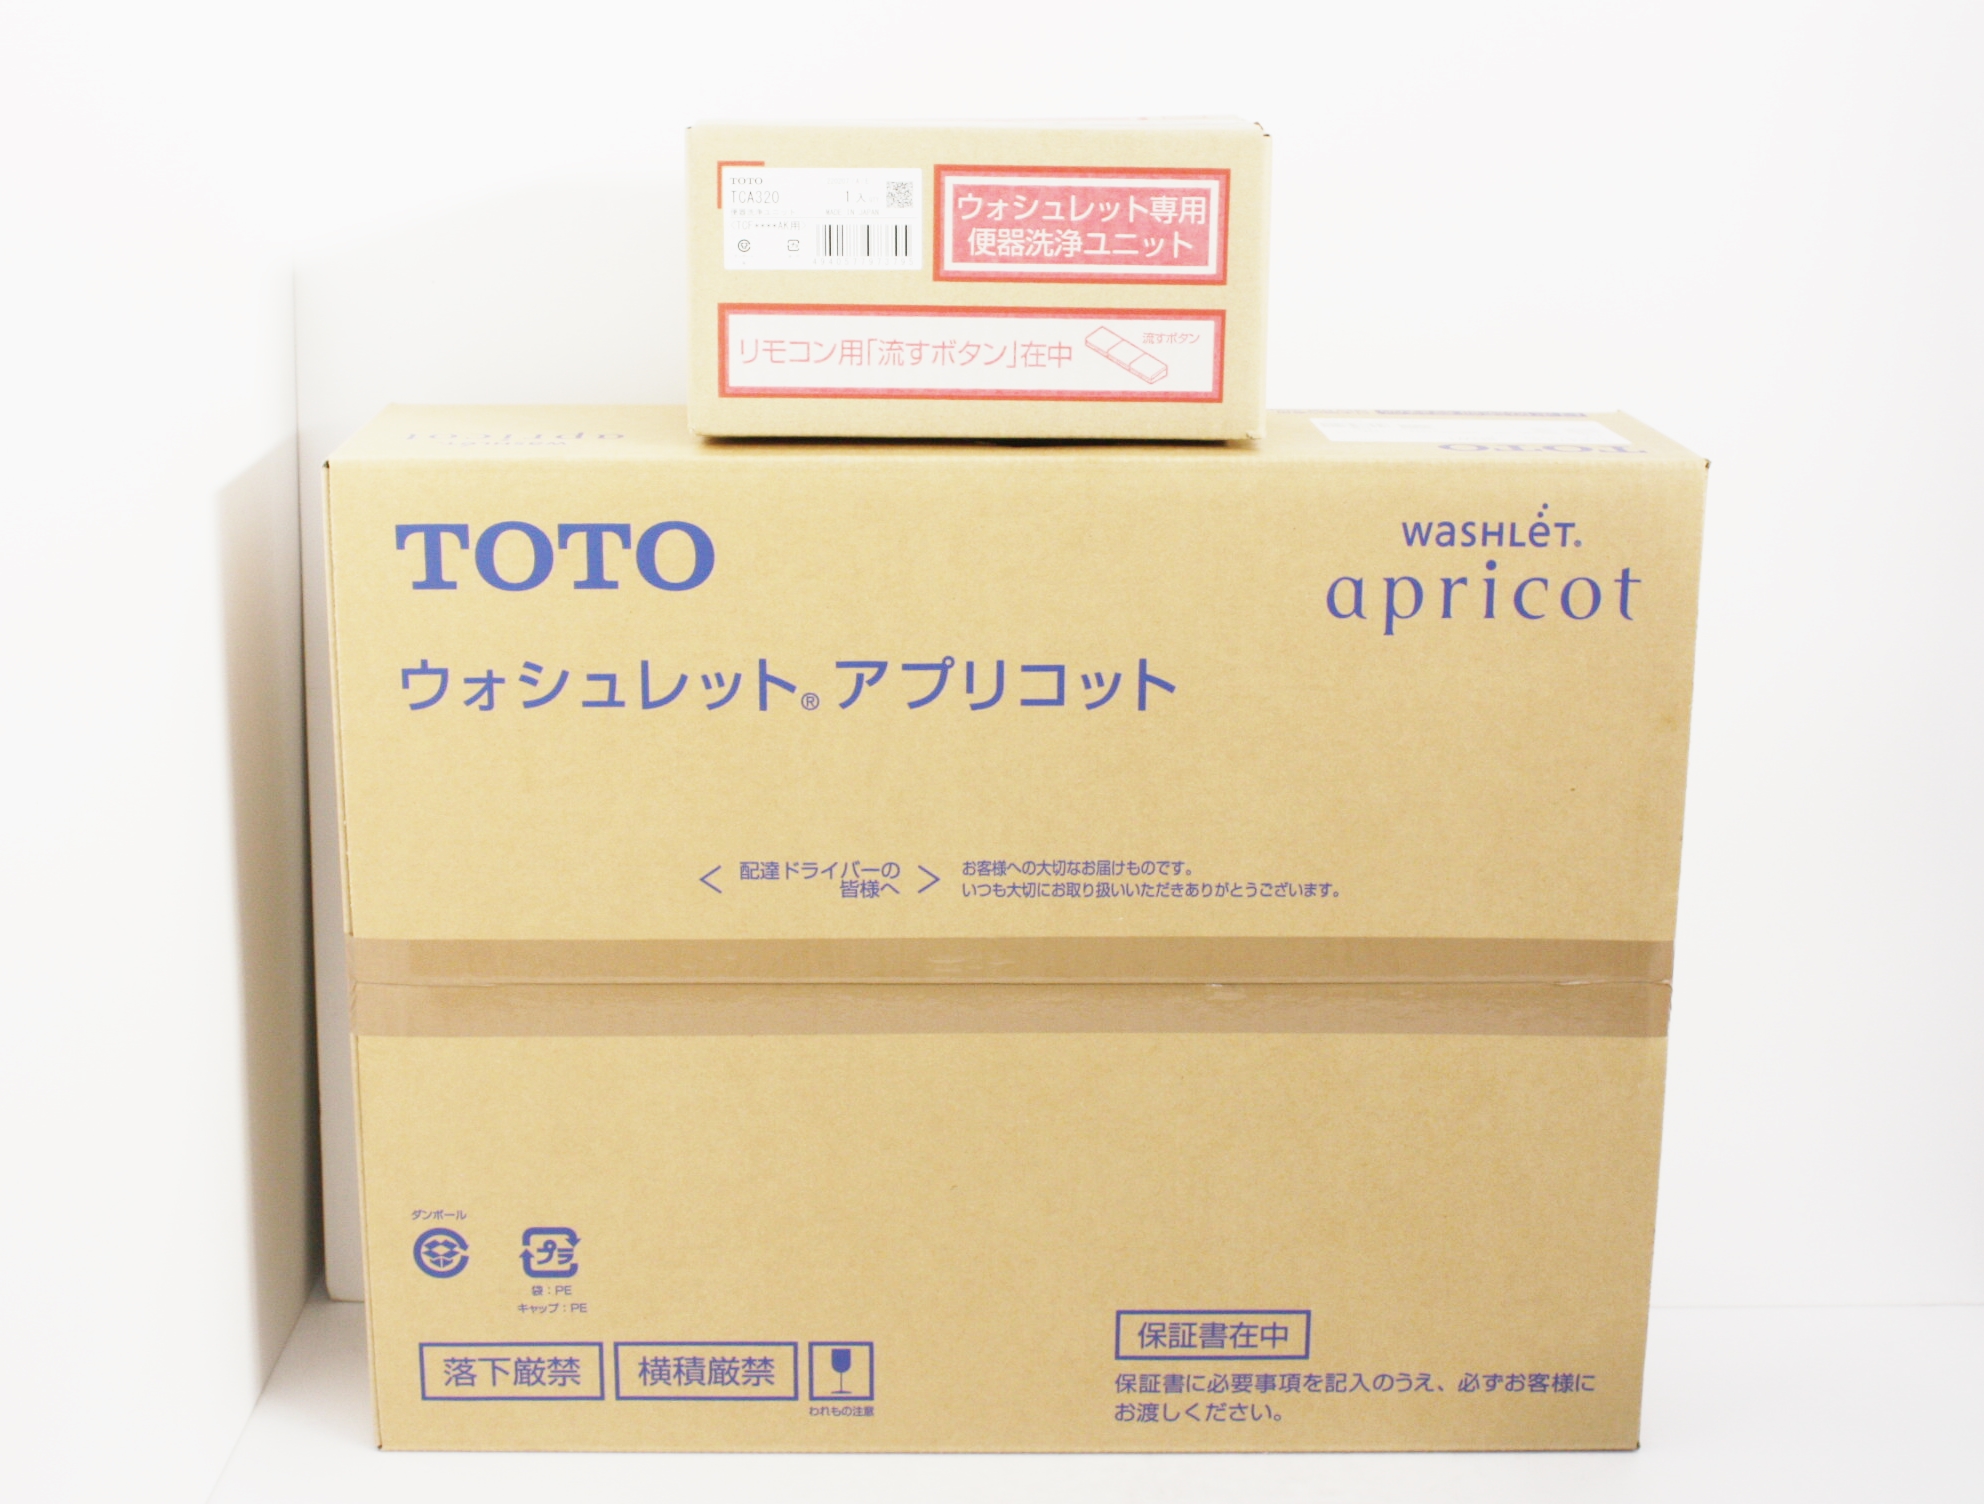 TOTO
TCA320
1入
MADE IN JAPAN
ウォシュレット専用
便器洗浄ユニット
リモコン用「流すボタン」在中
流すボタン
apricot
TOTO
TOTO
WASHLET®
apricot
ウォシュレット®アプリコット
<配達ドライバーの皆様へ>
お客様への大切なお届けものです。
いつも大切にお取り扱いいただきありがとうございます。
ダンボール
プラ
袋:PE
キャップ:PE
落下厳禁
横積厳禁
われもの注意
保証書在中
保証書に必要事項を記入のうえ、必ずお客様に
お渡しください。